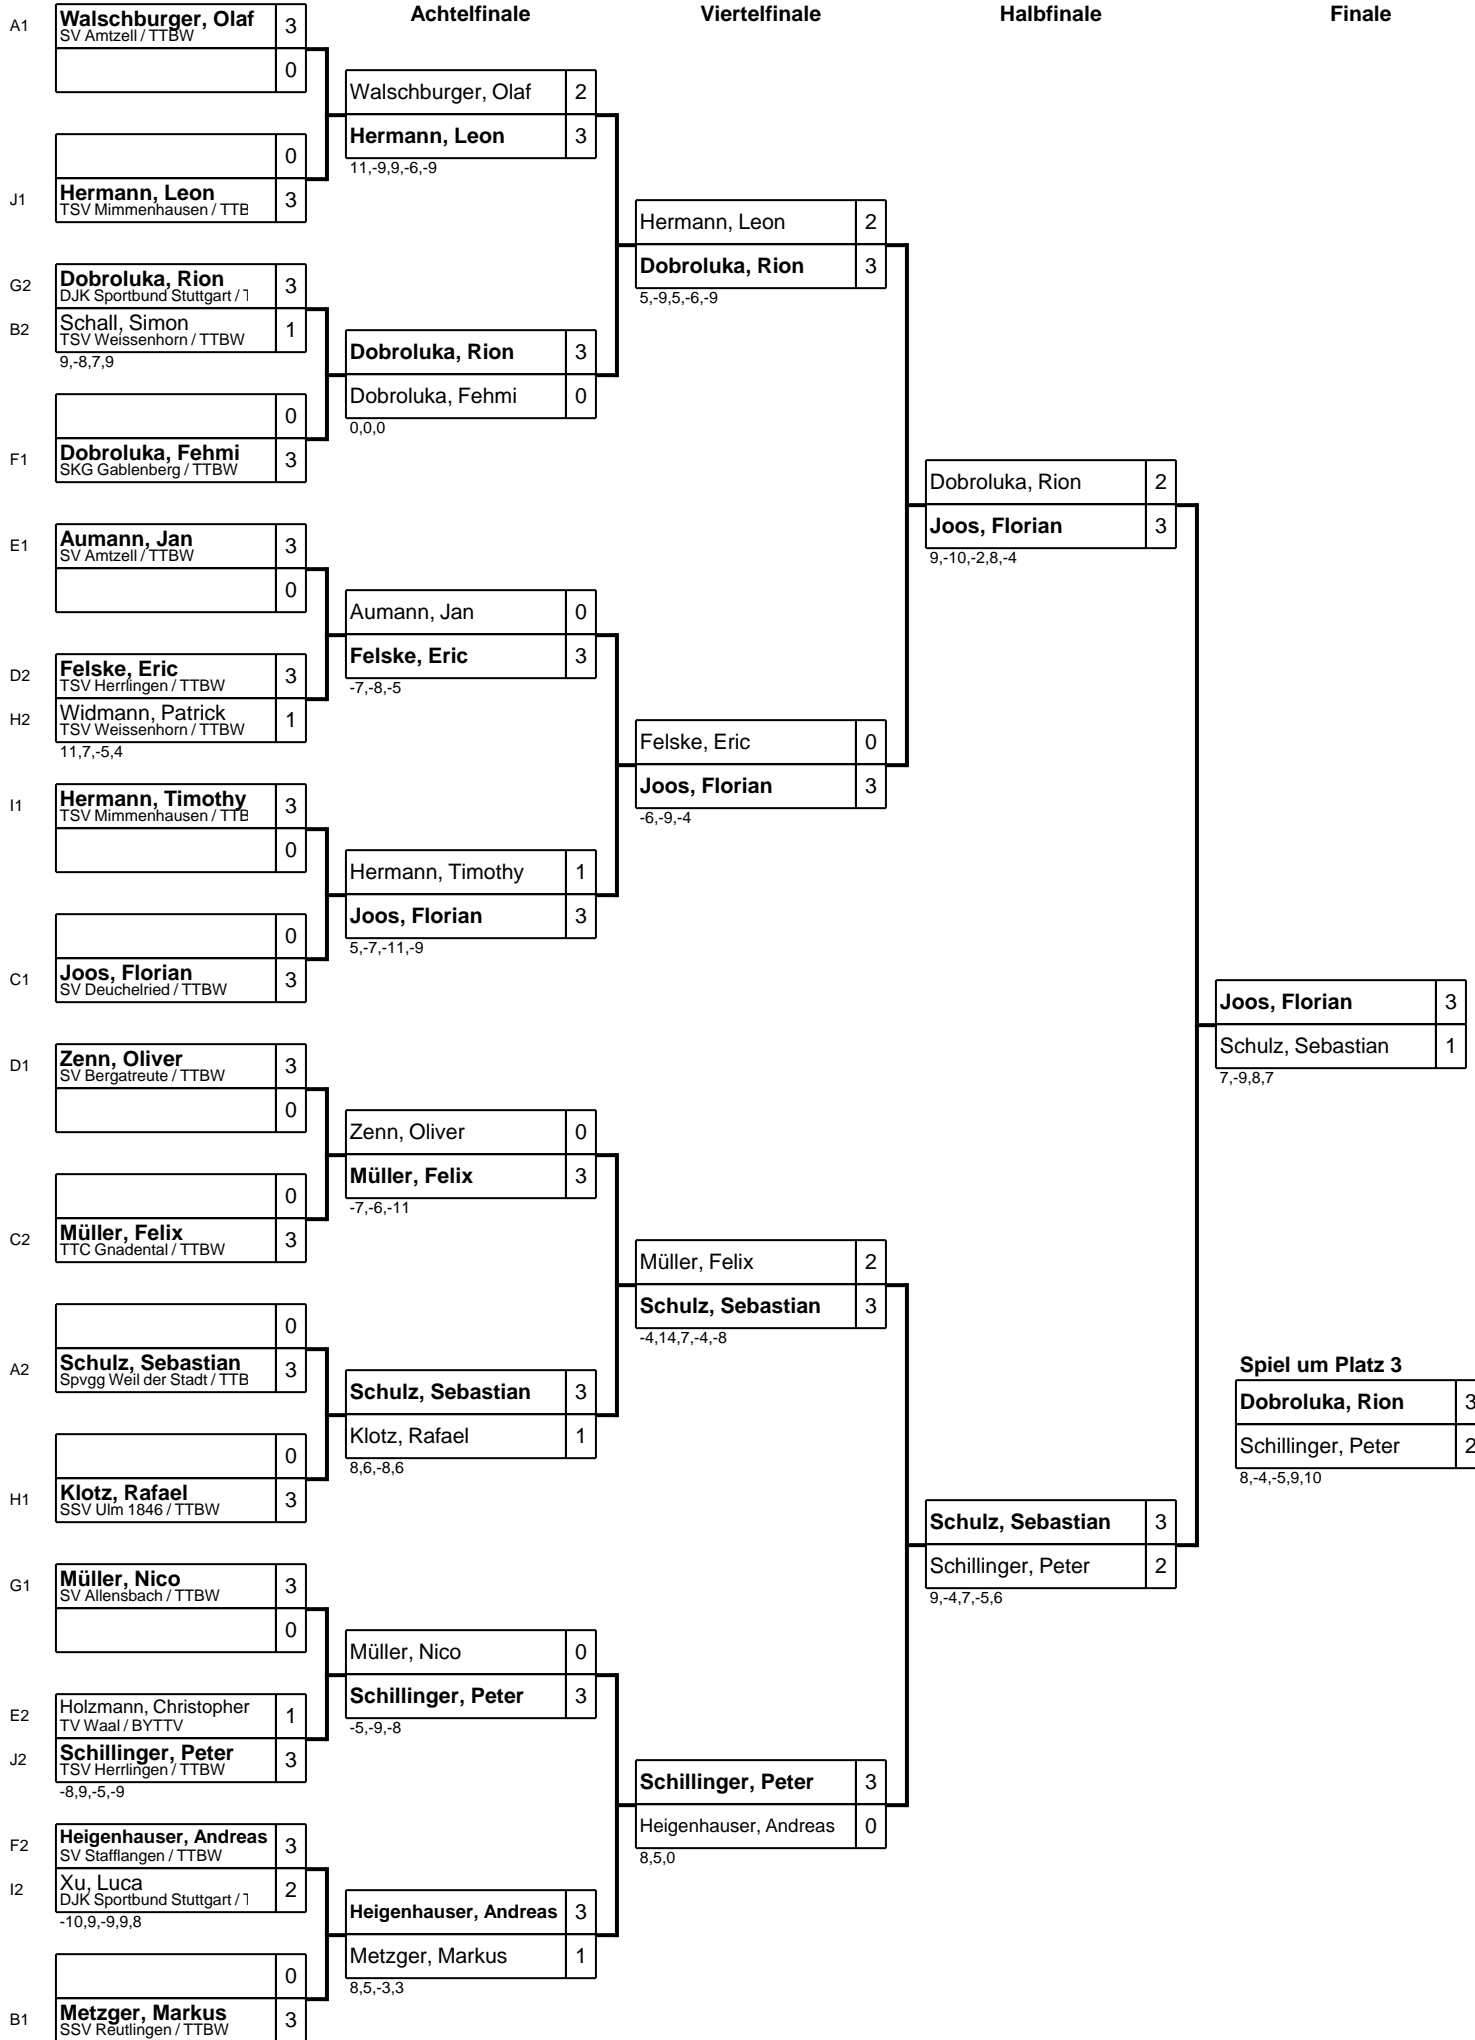 Achtelfinale
Viertelfinale
Halbfinale
Finale
A1
Walschburger, Olaf 3
SV Amtzell / TTBW
0
0
J1
Hermann, Leon 3
TSV Mimmenhausen / TTB
G2
Dobroluka, Rion 3
DJK Sportbund Stuttgart / T
B2
Schall, Simon 1
TSV Weissenhorn / TTBW
9,-8,7,9
0
F1
Dobroluka, Fehmi 3
SKG Gablenberg / TTBW
E1
Aumann, Jan 3
SV Amtzell / TTBW
0
D2
Felske, Eric 3
TSV Herrlingen / TTBW
H2
Widmann, Patrick 1
TSV Weissenhorn / TTBW
11,7,-5,4
I1
Hermann, Timothy 3
TSV Mimmenhausen / TTB
0
0
C1
Joos, Florian 3
SV Deuchelried / TTBW
D1
Zenn, Oliver 3
SV Bergatreute / TTBW
0
0
C2
Müller, Felix 3
TTC Gnadental / TTBW
0
A2
Schulz, Sebastian 3
Spvgg Weil der Stadt / TTB
0
H1
Klotz, Rafael 3
SSV Ulm 1846 / TTBW
G1
Müller, Nico 3
SV Allensbach / TTBW
0
E2
Holzmann, Christopher 1
TV Waal / BYTTV
J2
Schillinger, Peter 3
TSV Herrlingen / TTBW
-8,9,-5,-9
F2
Heigenhauser, Andreas 3
SV Stafflangen / TTBW
I2
Xu, Luca 2
DJK Sportbund Stuttgart / T
-10,9,-9,9,8
0
B1
Metzger, Markus 3
SSV Reutlingen / TTBW
Walschburger, Olaf 2
Hermann, Leon 3
11,-9,9,-6,-9
Dobroluka, Rion 3
Dobroluka, Fehmi 0
0,0,0
Aumann, Jan 0
Felske, Eric 3
-7,-8,-5
Hermann, Timothy 1
Joos, Florian 3
5,-7,-11,-9
Zenn, Oliver 0
Müller, Felix 3
-7,-6,-11
Schulz, Sebastian 3
Klotz, Rafael 1
8,6,-8,6
Müller, Nico 0
Schillinger, Peter 3
-5,-9,-8
Heigenhauser, Andreas 3
Metzger, Markus 1
8,5,-3,3
Hermann, Leon 2
Dobroluka, Rion 3
5,-9,5,-6,-9
Felske, Eric 0
Joos, Florian 3
-6,-9,-4
Müller, Felix 2
Schulz, Sebastian 3
-4,14,7,-4,-8
Schillinger, Peter 3
Heigenhauser, Andreas 0
8,5,0
Dobroluka, Rion 2
Joos, Florian 3
9,-10,-2,8,-4
Schulz, Sebastian 3
Schillinger, Peter 2
9,-4,7,-5,6
Joos, Florian 3
Schulz, Sebastian 1
7,-9,8,7
Spiel um Platz 3
Dobroluka, Rion 3
Schillinger, Peter 2
8,-4,-5,9,10